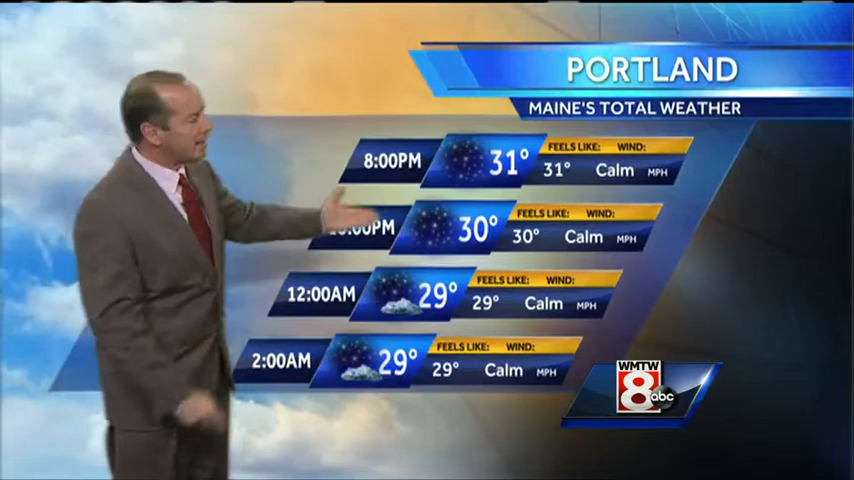 PORTLAND
MAINE'S TOTAL WEATHER
8:00PM 31° FEELS LIKE: WIND: 31° Calm MPH
:00PM 30° FEELS LIKE: WIND: 30° Calm MPH
12:00AM 29° FEELS LIKE: WIND: 29° Calm MPH
2:00AM 29° FEELS LIKE: WIND: 29° Calm MPH
WMTW
8 abc